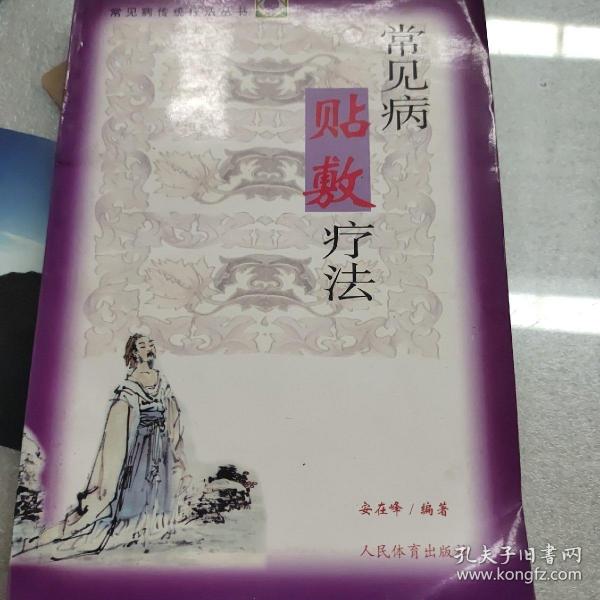 常见病传统疗法丛书
常见病
贴敷
疗法
安在峰/编著
人民体育出版社
孔夫子旧书网
www.kongfz.com